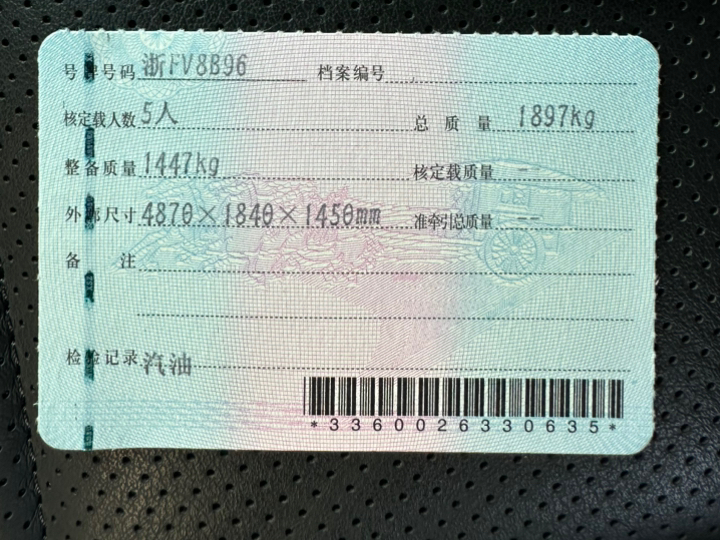 号牌号码 浙FV8B96 档案编号
核定载人数 5人 总质量 1897kg
整备质量 1447kg 核定载质量 --
外廓尺寸 4870×1840×1450mm 准牵引总质量 --
备注
检验记录 汽油
*3360026330635*